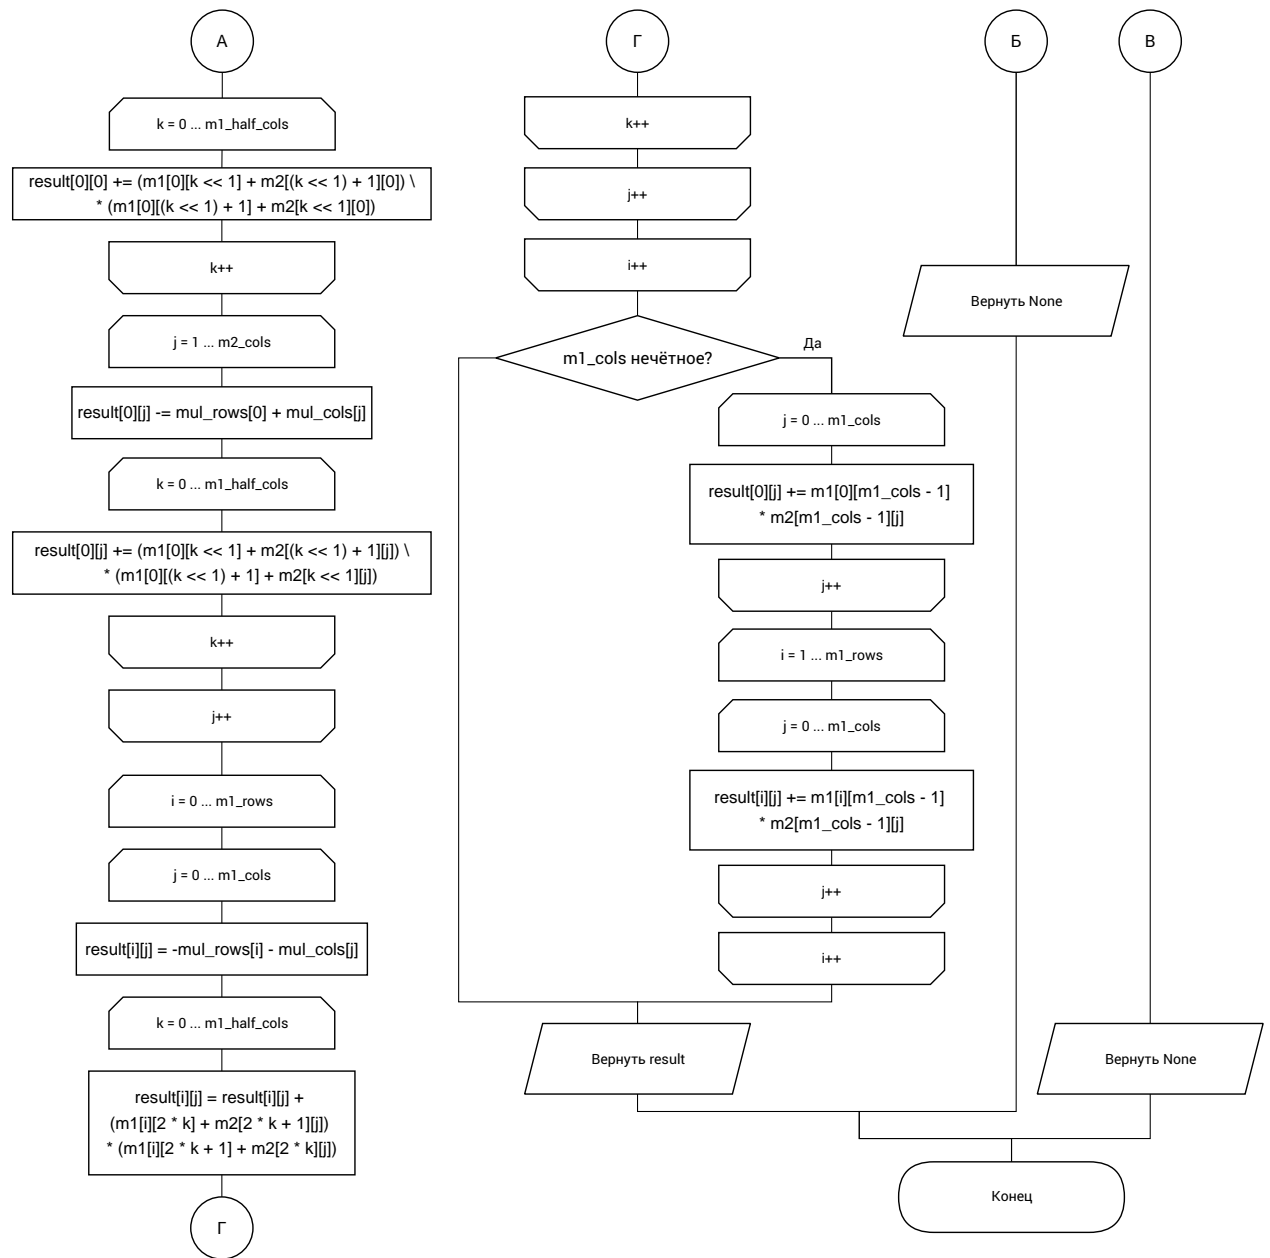 А
k = 0 ... m1_half_cols
result[0][0] += (m1[0][k << 1] + m2[(k << 1) + 1][0]) \
* (m1[0][(k << 1) + 1] + m2[k << 1][0])
k++
j = 1 ... m2_cols
result[0][j] -= mul_rows[0] + mul_cols[j]
k = 0 ... m1_half_cols
result[0][j] += (m1[0][k << 1] + m2[(k << 1) + 1][j]) \
* (m1[0][(k << 1) + 1] + m2[k << 1][j])
k++
j++
i = 0 ... m1_rows
j = 0 ... m1_cols
result[i][j] = -mul_rows[i] - mul_cols[j]
k = 0 ... m1_half_cols
result[i][j] = result[i][j] +
(m1[i][2 * k] + m2[2 * k + 1][j])
* (m1[i][2 * k + 1] + m2[2 * k][j])
Г
Г
k++
j++
i++
m1_cols нечётное?
Да
j = 0 ... m1_cols
result[0][j] += m1[0][m1_cols - 1]
* m2[m1_cols - 1][j]
j++
i = 1 ... m1_rows
j = 0 ... m1_cols
result[i][j] += m1[i][m1_cols - 1]
* m2[m1_cols - 1][j]
j++
i++
Вернуть result
Б
Вернуть None
В
Вернуть None
Конец